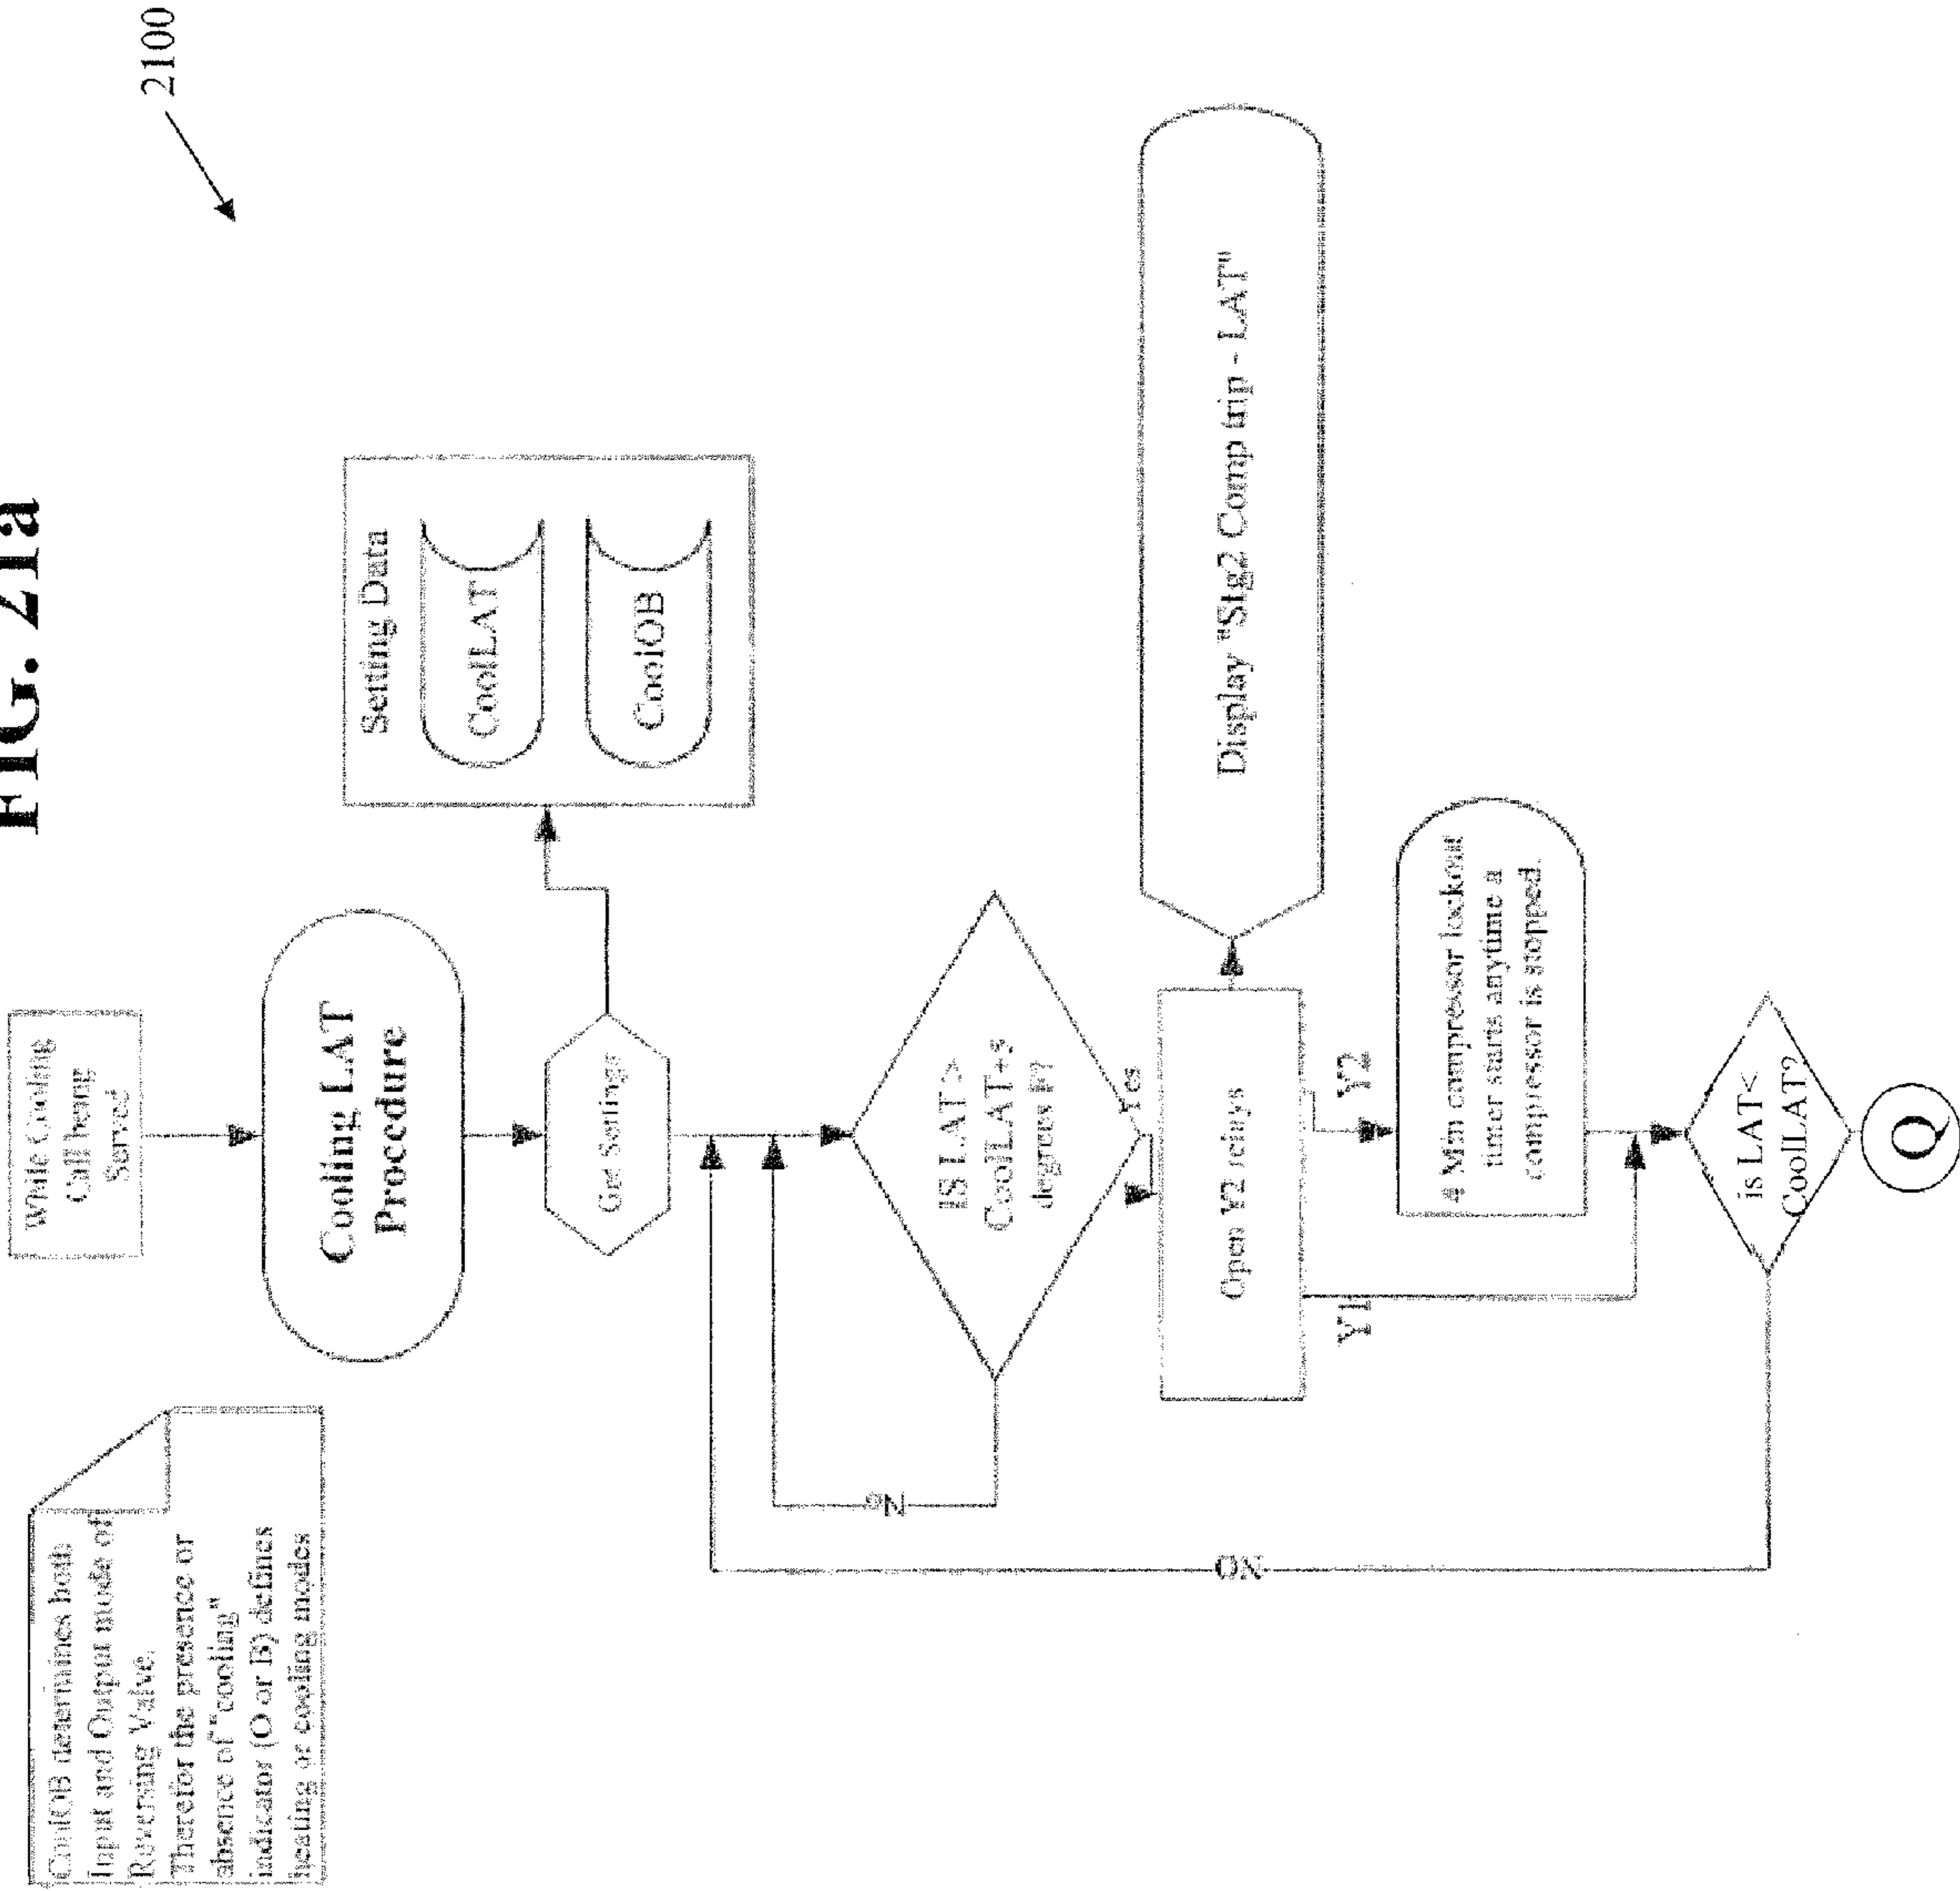 FIG. 21a
2100
CoolOB determines both
Input and Output mode of
Reversing Valve.
Therefor the presence or
absence of "cooling"
indicator (O or B) defines
heating or cooling modes
While Cooling
Call being
Served
Cooling LAT
Procedure
Get Settings
Setting Data
CoolLAT
CoolOB
IS LAT >
CoolLAT+
degrees F?
No
Yes
Open relays
Display "Stg2 Comp trip - LAT"
Y1
Y2
4 Min compressor lockout
timer starts anytime a
compressor is stopped.
is LAT<
CoolLAT?
NO
Q